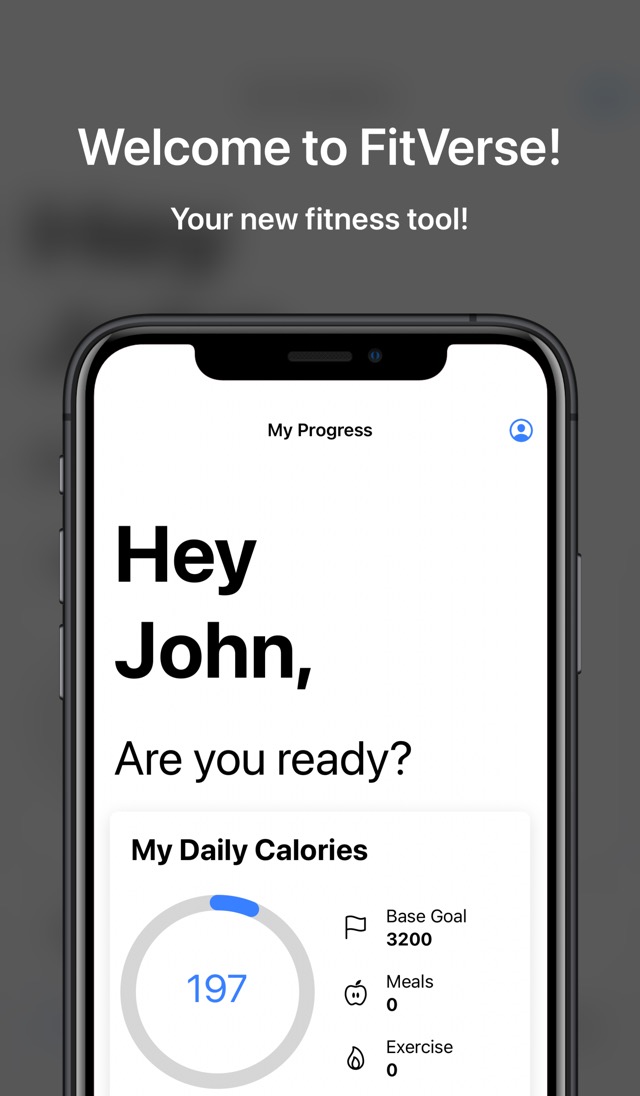 Welcome to FitVerse!
Your new fitness tool!
My Progress
Hey
John,
Are you ready?
My Daily Calories
197
Base Goal
3200
Meals
0
Exercise
0